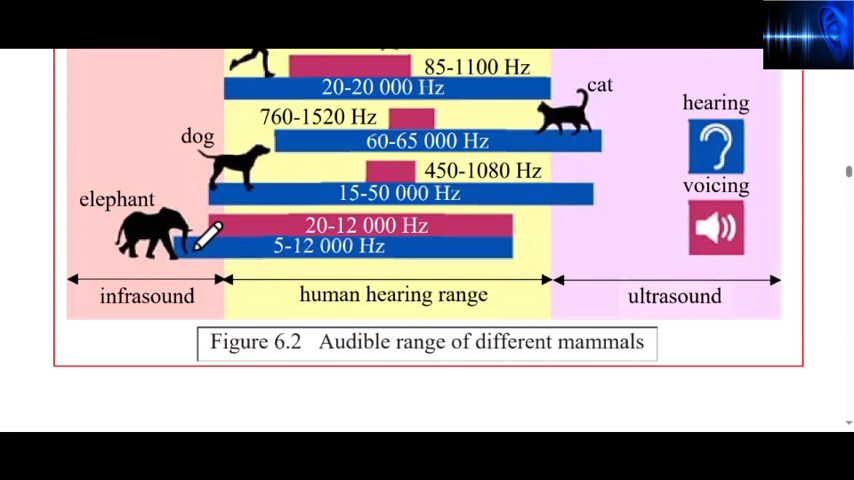 85-1100 Hz
20-20 000 Hz
cat
760-1520 Hz
hearing
60-65 000 Hz
dog
450-1080 Hz
voicing
15-50 000 Hz
elephant
20-12 000 Hz
5-12 000 Hz
infrasound
human hearing range
ultrasound
Figure 6.2 Audible range of different mammals